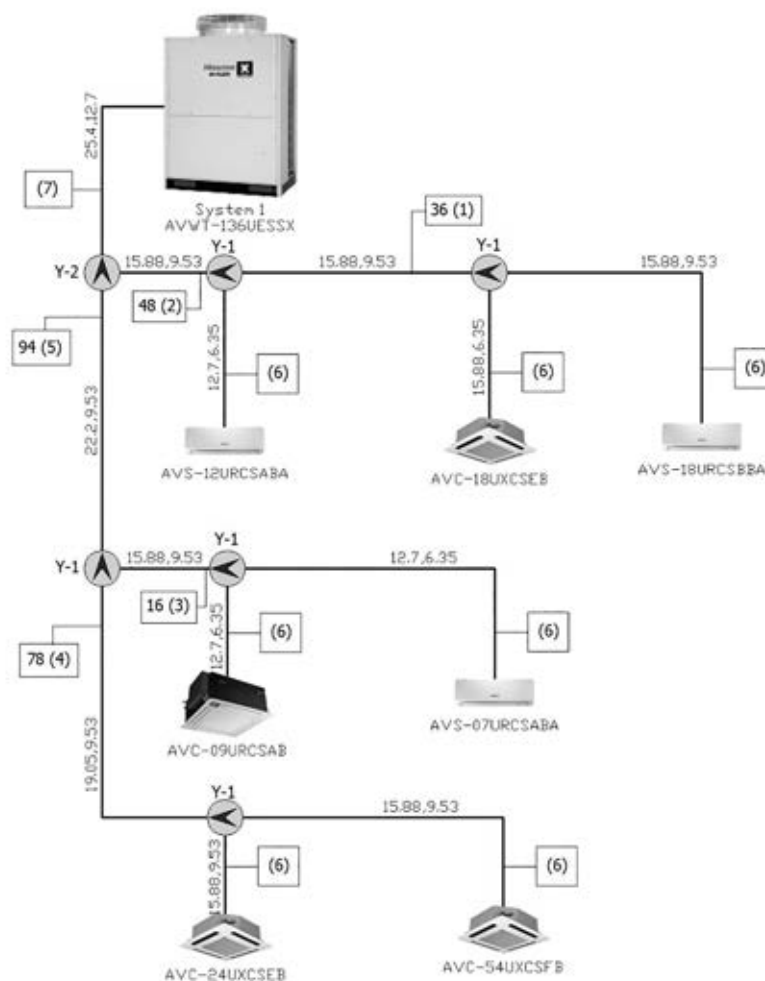 25.4,12.7
(7)
System 1
AVWT-136UESSX
36 (1)
Y-2
15.88,9.53
Y-1
15.88,9.53
Y-1
15.88,9.53
48 (2)
94 (5)
12.7,6.35
(6)
15.88,6.35
(6)
(6)
22.2,9.53
AVS-12URCSABA
AVC-18UXCSEB
AVS-18URCSBBA
Y-1
15.88,9.53
Y-1
12.7,6.35
16 (3)
78 (4)
12.7,6.35
(6)
(6)
AVC-09URCSAB
AVS-07URCSABA
19.05,9.53
Y-1
15.88,9.53
15.88,9.53
(6)
(6)
AVC-24UXCSEB
AVC-54UXCSFB